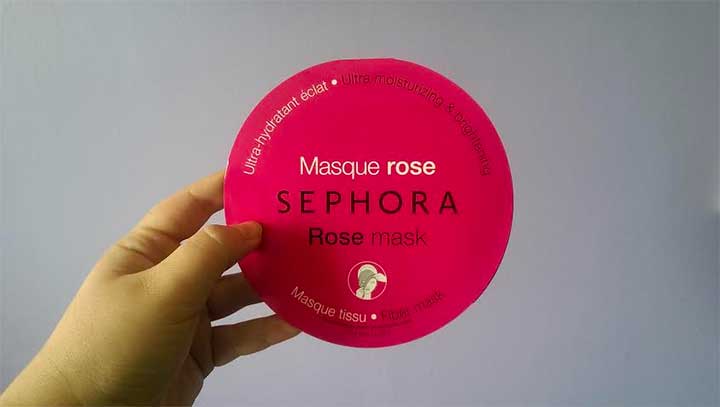 Ultra-hydratant éclat • Ultra moisturizing & brightening
Masque rose
SEPHORA
Rose mask
Masque tissu • Fiber mask